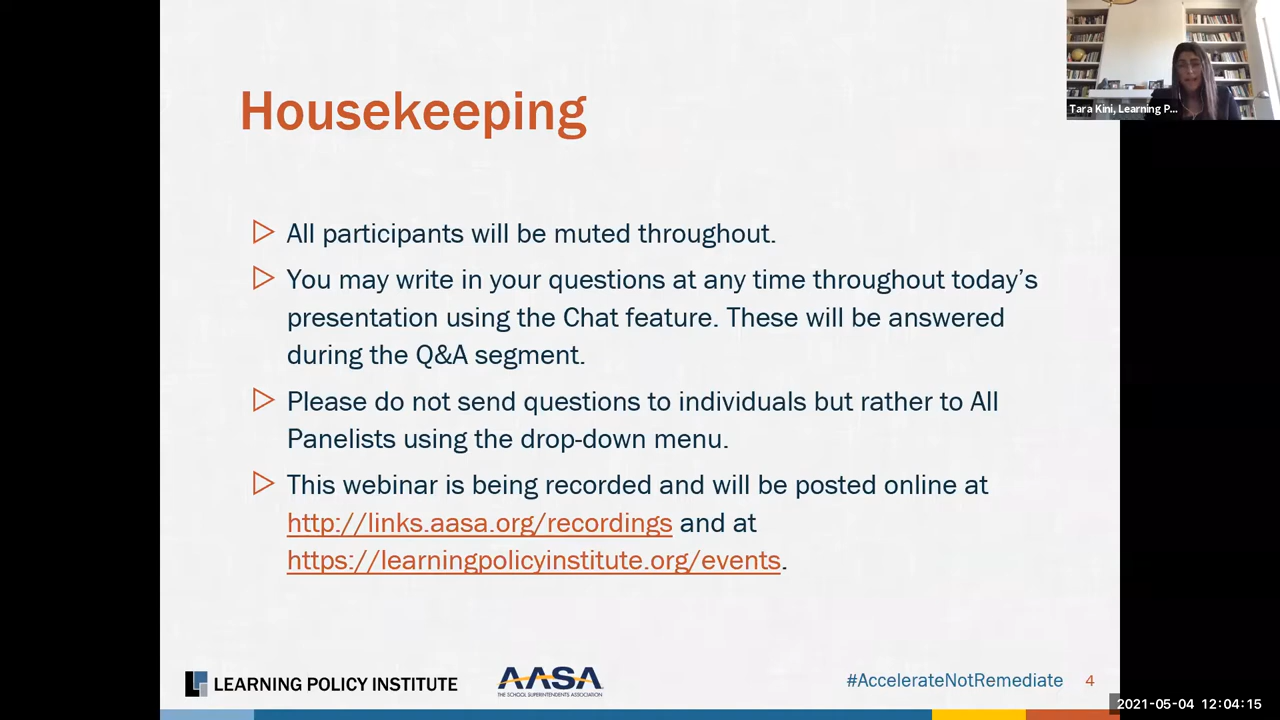 Housekeeping
All participants will be muted throughout.
You may write in your questions at any time throughout today’s
presentation using the Chat feature. These will be answered
during the Q&A segment.
Please do not send questions to individuals but rather to All
Panelists using the drop-down menu.
This webinar is being recorded and will be posted online at
http://links.aasa.org/recordings and at
https://learningpolicyinstitute.org/events.
Tara Kini, Learning P...
LEARNING POLICY INSTITUTE
AASA
THE SCHOOL SUPERINTENDENTS ASSOCIATION
#AccelerateNotRemediate 4
2021-05-04 12:04:15